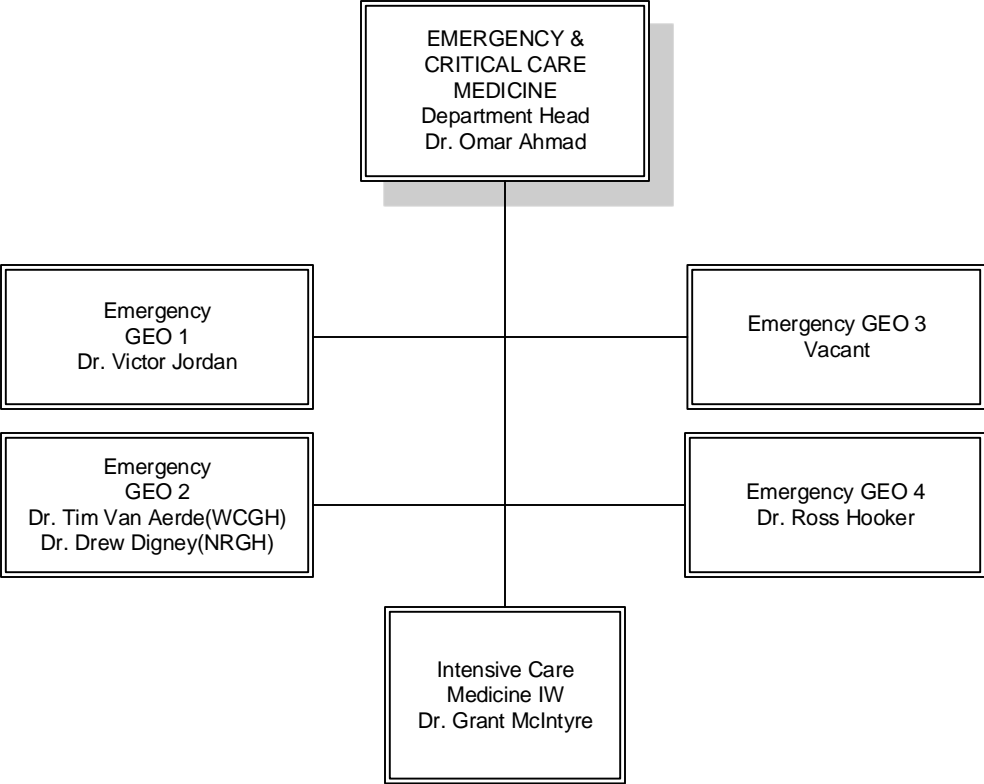 EMERGENCY &
CRITICAL CARE
MEDICINE
Department Head
Dr. Omar Ahmad
Emergency
GEO 1
Dr. Victor Jordan
Emergency GEO 3
Vacant
Emergency
GEO 2
Dr. Tim Van Aerde(WCGH)
Dr. Drew Digney(NRGH)
Emergency GEO 4
Dr. Ross Hooker
Intensive Care
Medicine IW
Dr. Grant McIntyre